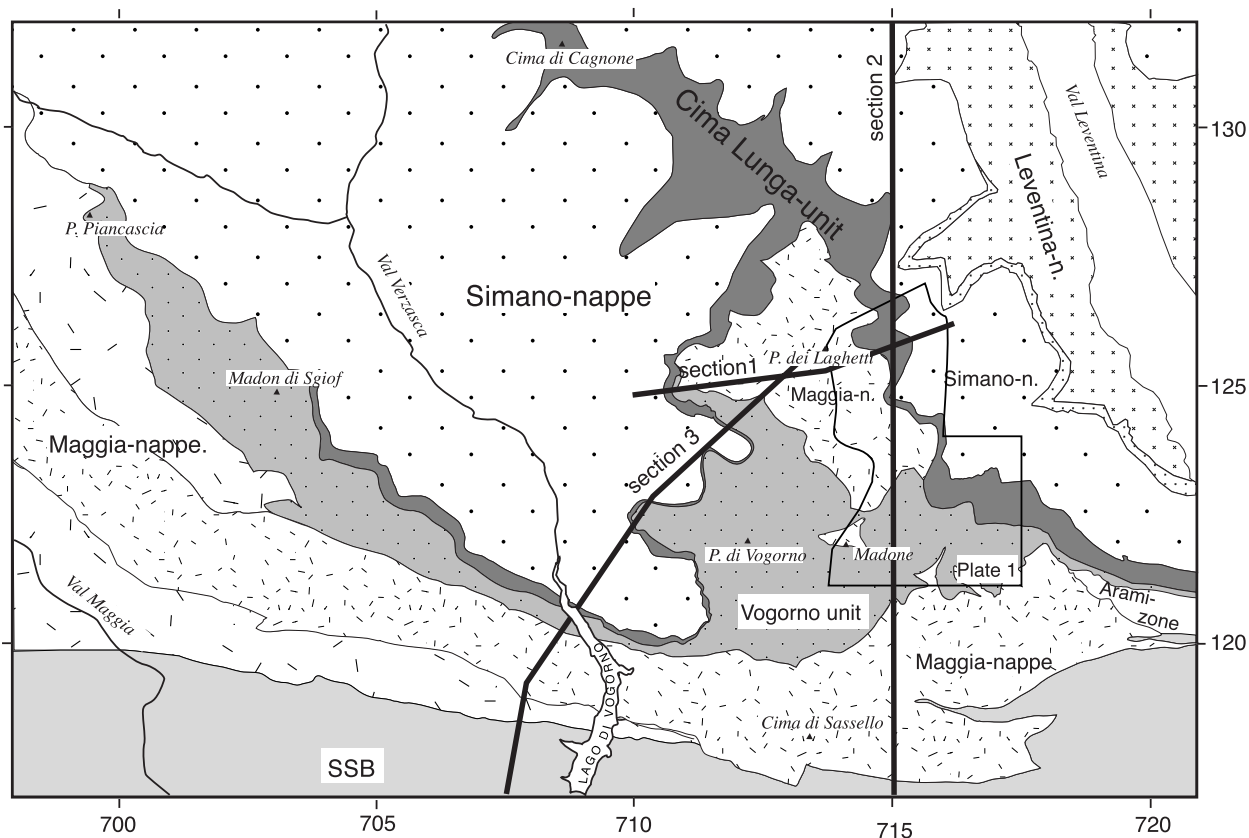 Cima di Cagnone
section 2
Val Leventina
Cima Lunga-unit
130
Leventina-n.
P. Piancascia
Val Verzasca
Simano-nappe
section1
P. dei Laghetti
Madon di Sgiof
Simano-n.
125
Maggia-n.
Maggia-nappe.
section 3
P. di Vogorno
Madone
Plate 1
Val Maggia
Vogorno unit
Arami-
zone
120
Maggia-nappe
LAGO DI VOGORNO
Cima di Sassello
SSB
700
705
710
715
720